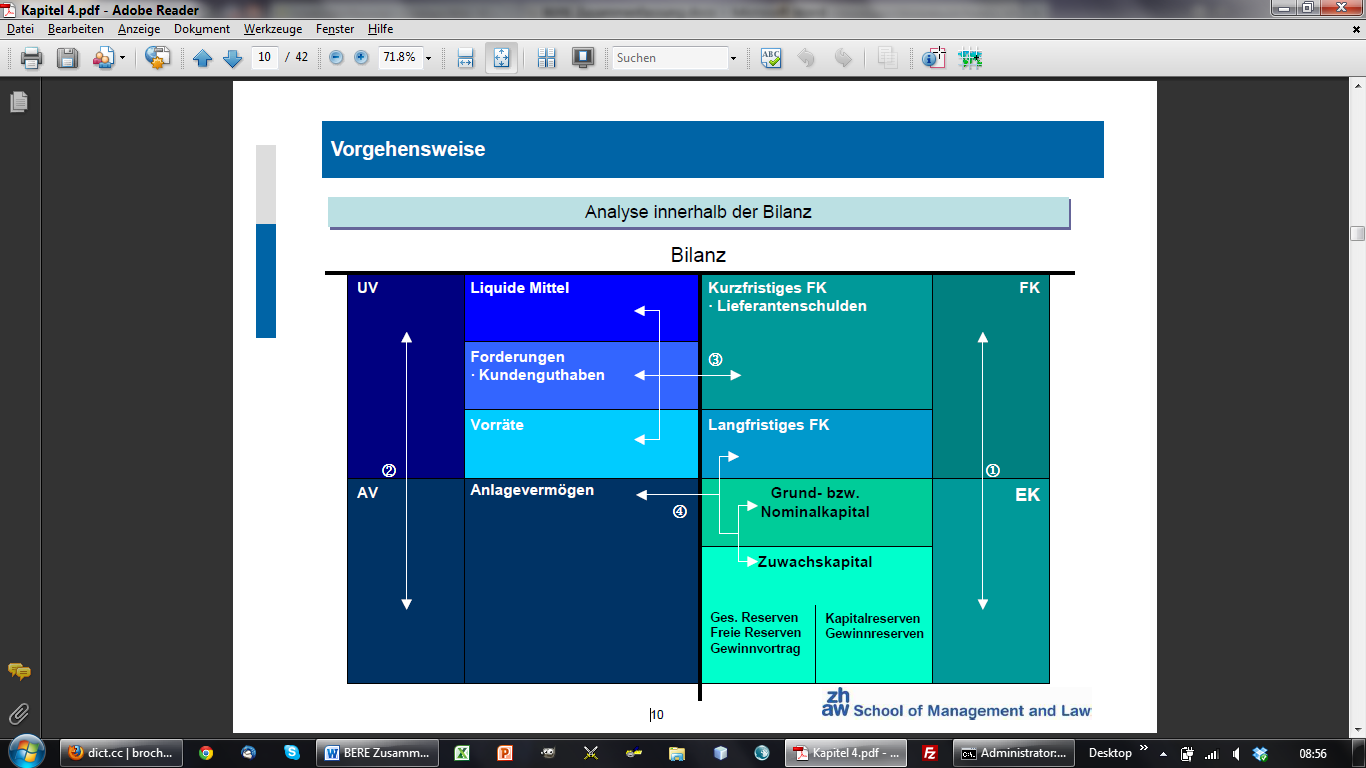 Kapitel 4.pdf - Adobe Reader
Datei Bearbeiten Anzeige Dokument Werkzeuge Fenster Hilfe
10 / 42 71.8% Suchen
Vorgehensweise
Analyse innerhalb der Bilanz
Bilanz
UV
Liquide Mittel
Kurzfristiges FK
· Lieferantenschulden
FK
Forderungen
· Kundenguthaben
③
Vorräte
Langfristiges FK
②
①
AV
Anlagevermögen
④
Grund- bzw.
Nominalkapital
EK
Zuwachskapital
Ges. Reserven
Freie Reserven
Gewinnvortrag
Kapitalreserven
Gewinnreserven
10
zh
aw School of Management and Law
dict.cc | broch... BERE Zusamm... Kapitel 4.pdf - ... Administrator:... Desktop » 08:56